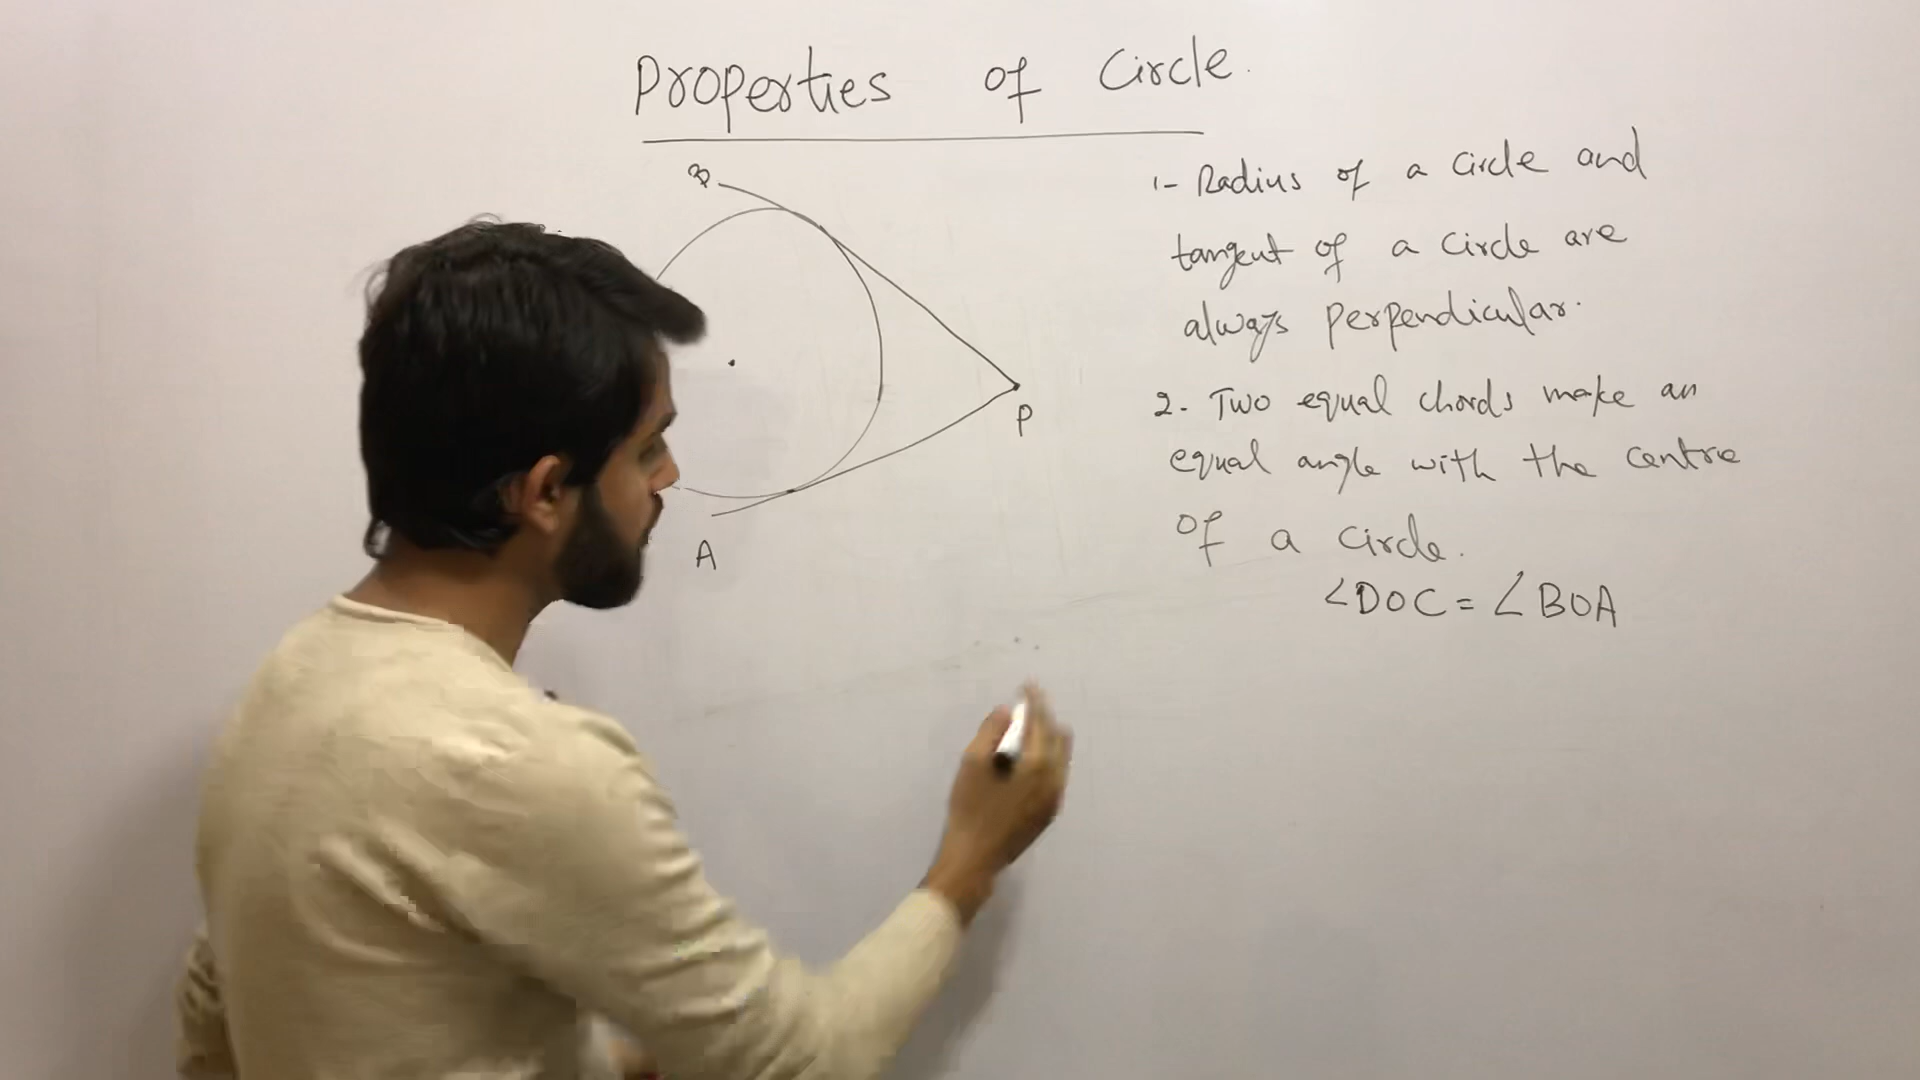 Properties of Circle.
B
P
A
1- Radius of a Circle and
tangent of a Circle are
always perpendicular.
2. Two equal chords make an
equal angle with the centre
of a circle.
∠DOC = ∠BOA